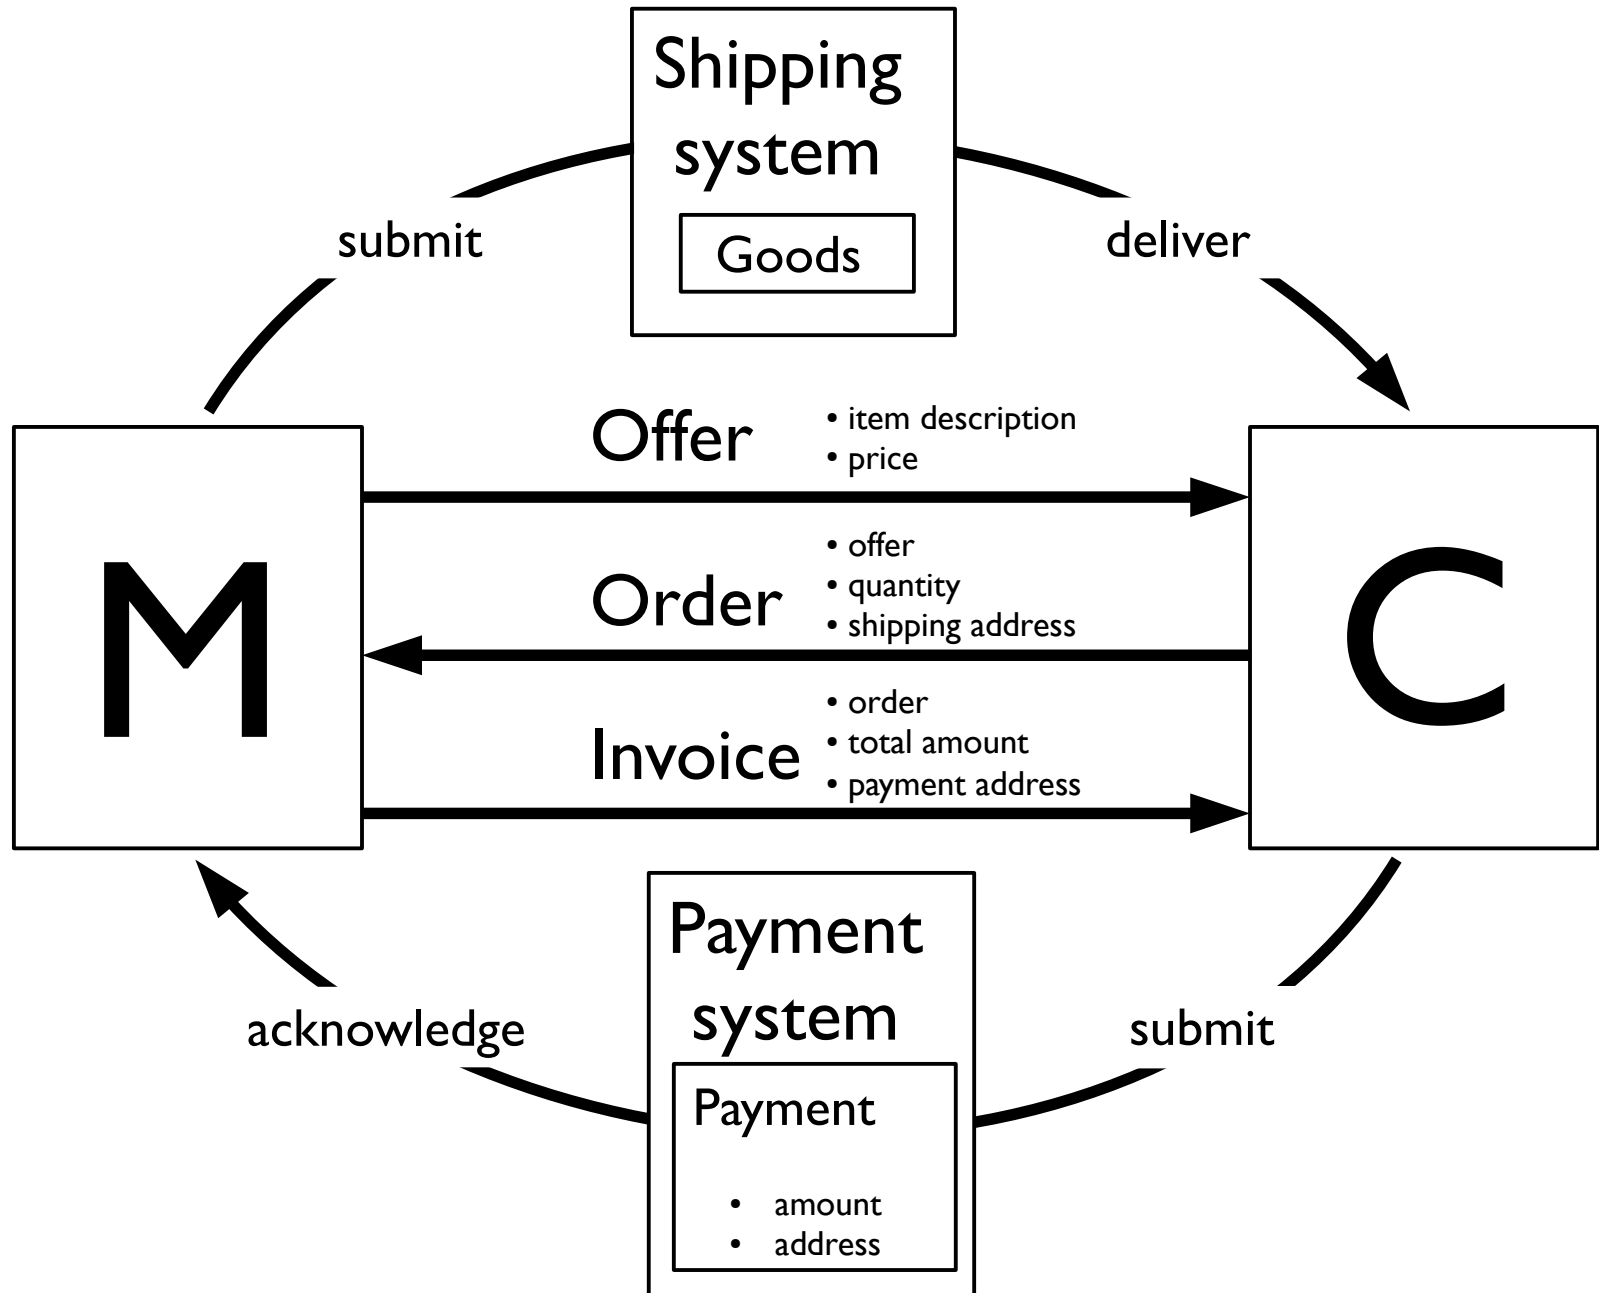 Shipping
system
Goods
submit
deliver
Offer
• item description
• price
M
Order
• offer
• quantity
• shipping address
C
Invoice
• order
• total amount
• payment address
Payment
system
acknowledge
submit
Payment
• amount
• address